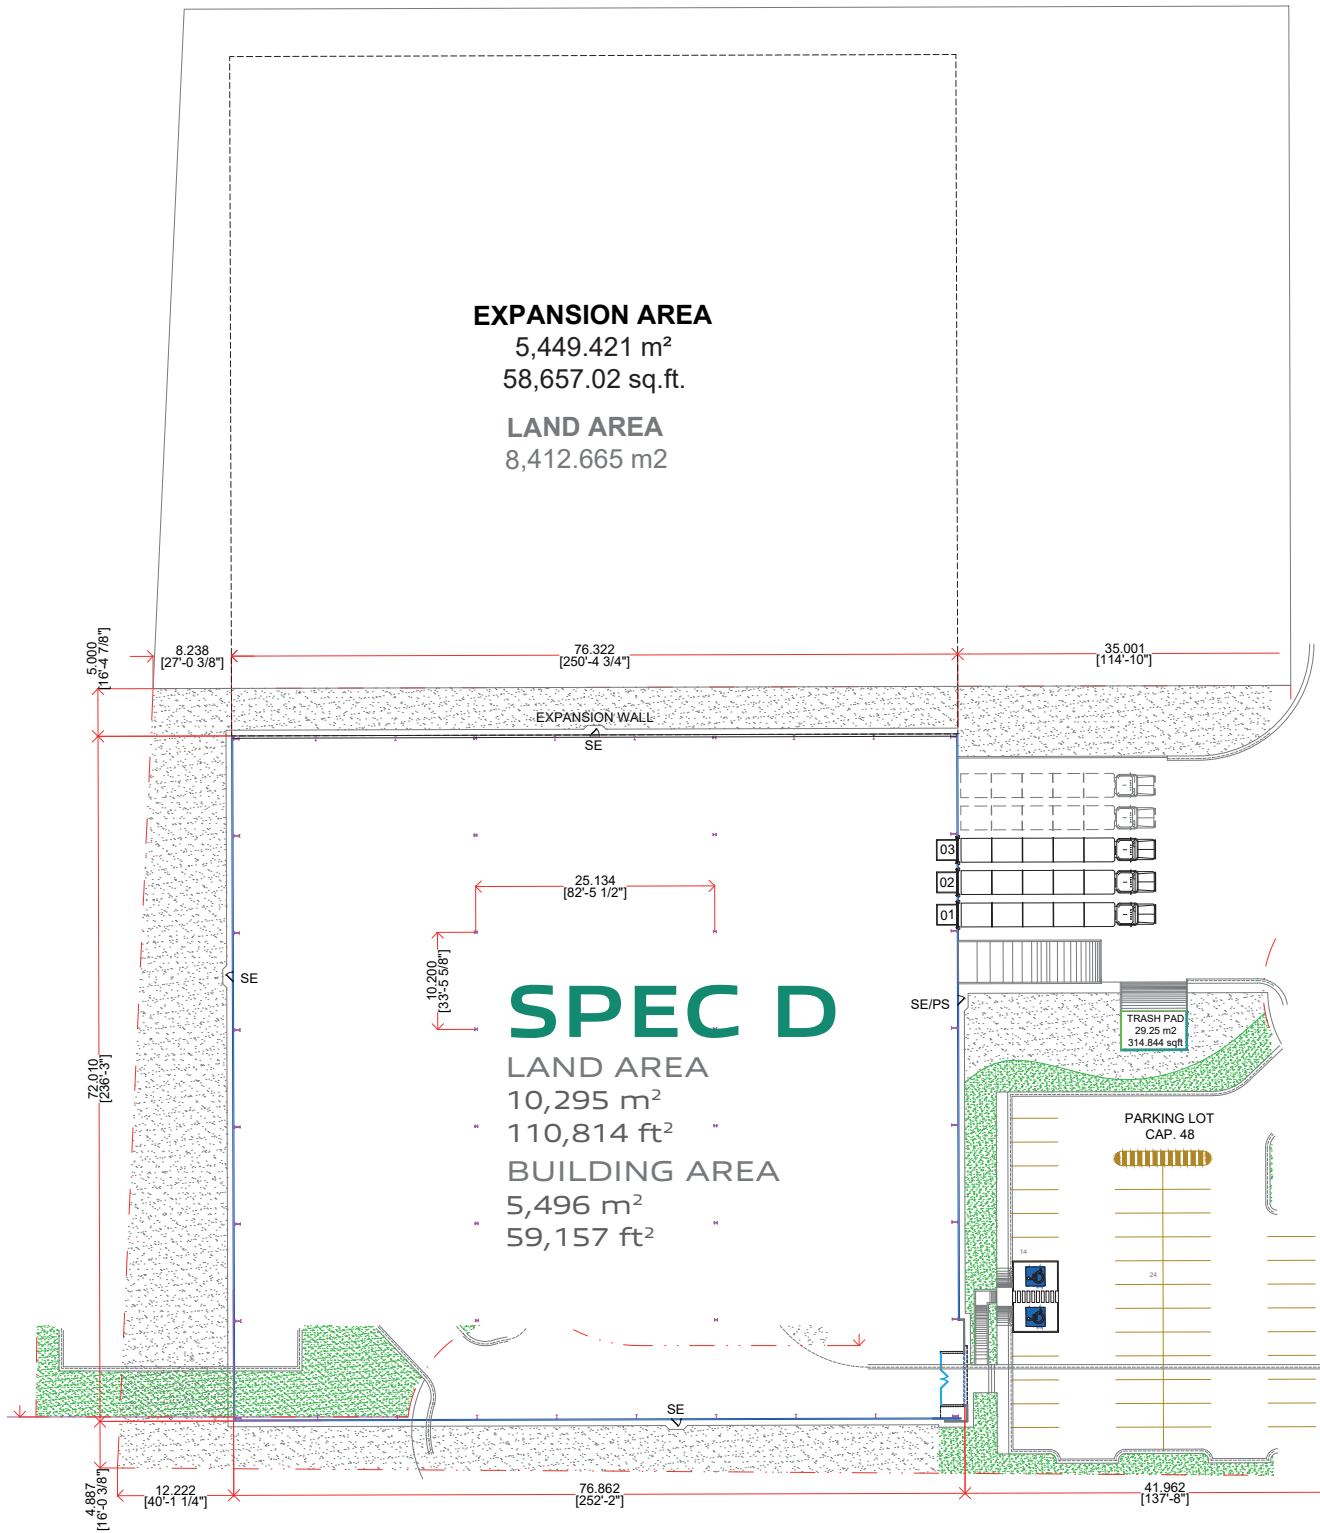 EXPANSION AREA
5,449.421 m²
58,657.02 sq.ft.
LAND AREA
8,412.665 m2
5.000
[16'-4 7/8"]
8.238
[27'-0 3/8"]
76.322
[250'-4 3/4"]
35.001
[114'-10"]
EXPANSION WALL
SE
03
02
01
25.134
[82'-5 1/2"]
10.200
[33'-5 5/8"]
SE
SE/PS
SPEC D
LAND AREA
10,295 m²
110,814 ft²
BUILDING AREA
5,496 m²
59,157 ft²
72.010
[236'-3"]
TRASH PAD
29.25 m2
314.844 sqft
PARKING LOT
CAP. 48
14
24
SE
4.887
[16'-0 3/8"]
12.222
[40'-1 1/4"]
76.862
[252'-2"]
41.962
[137'-8"]